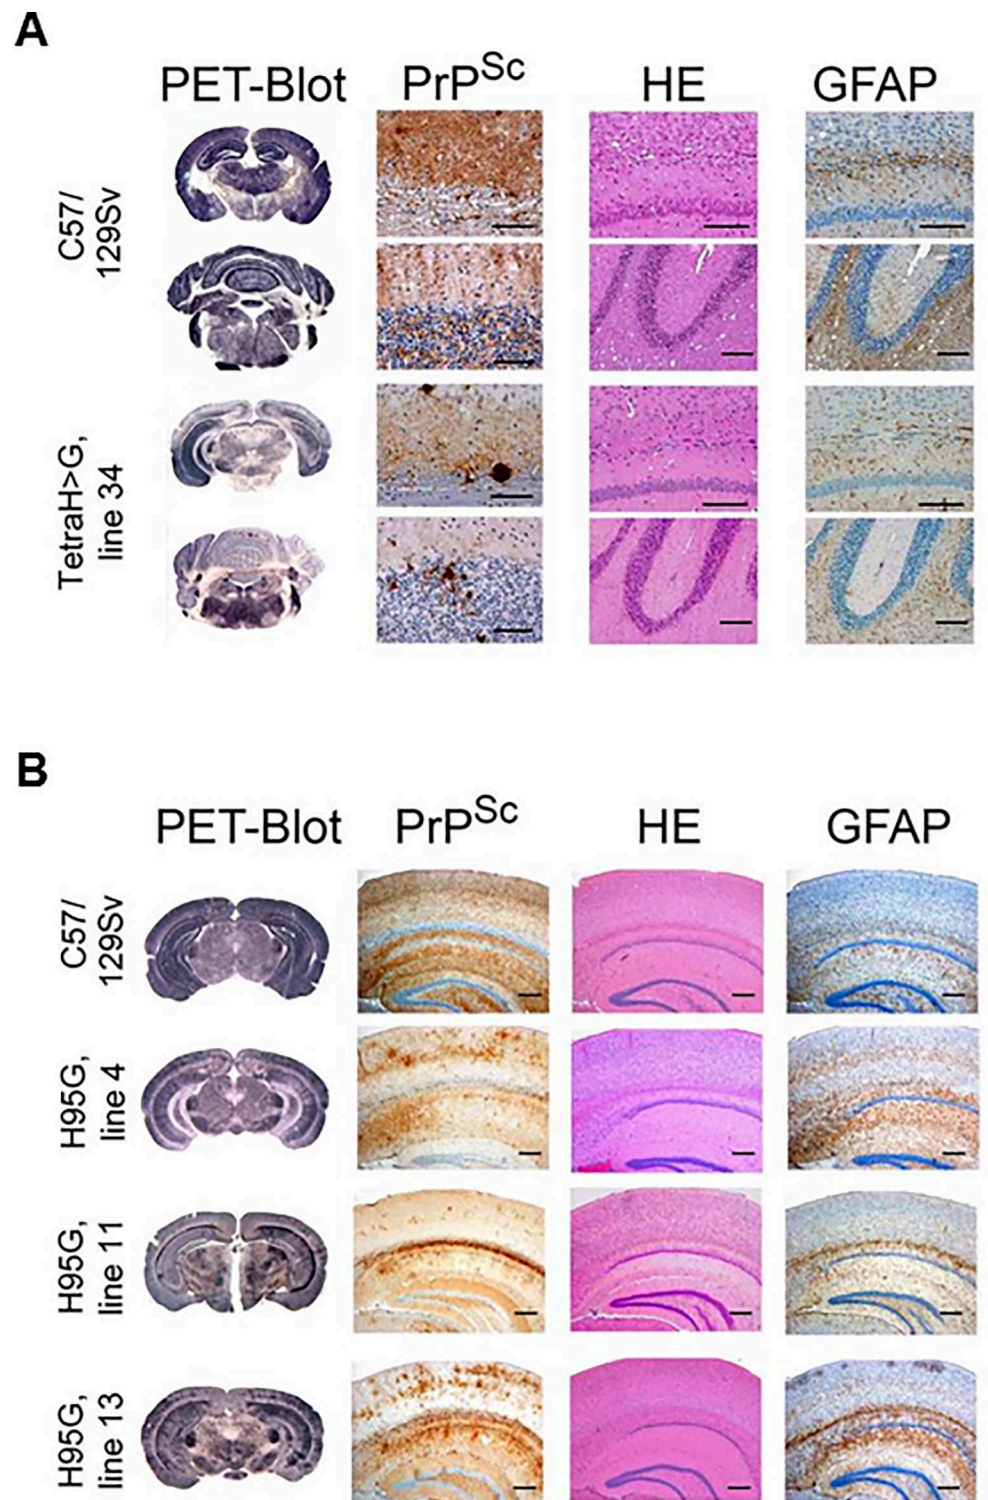 A
PET-Blot PrPSc HE GFAP
C57/
129Sv
TetraH>G,
line 34
B
PET-Blot PrPSc HE GFAP
C57/
129Sv
H95G,
line 4
H95G,
line 11
H95G,
line 13